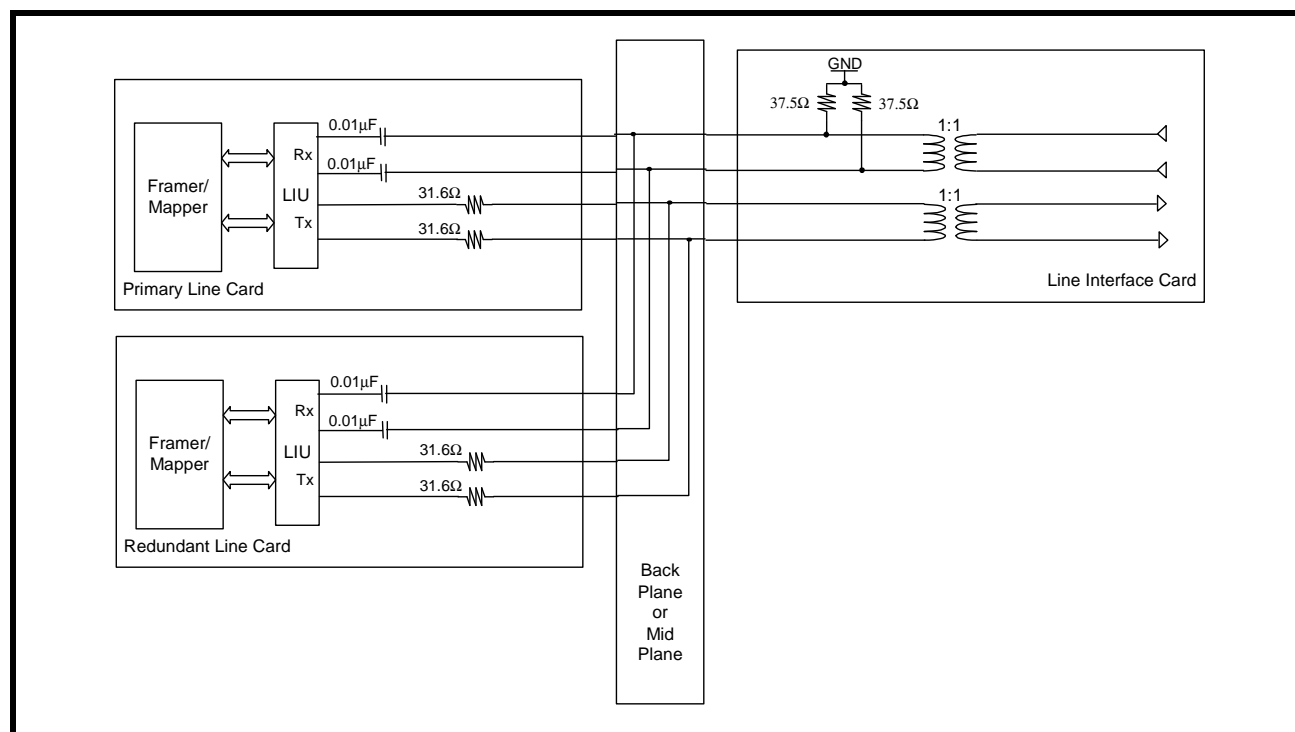 GND
37.5Ω 37.5Ω
0.01μF
1:1
Rx
0.01μF
Framer/
Mapper
LIU
31.6Ω
1:1
Tx
31.6Ω
Primary Line Card
Line Interface Card
0.01μF
Rx
0.01μF
Framer/
Mapper
LIU
31.6Ω
Tx
31.6Ω
Redundant Line Card
Back
Plane
or
Mid
Plane